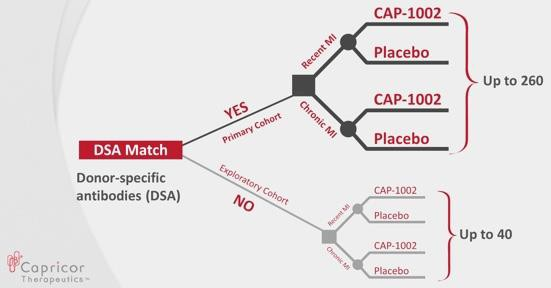 CAP-1002
Recent MI
Placebo
Up to 260
YES
Primary Cohort
Chronic MI
CAP-1002
Placebo
DSA Match
Donor-specific
antibodies (DSA)
Exploratory Cohort
NO
CAP-1002
Recent MI
Placebo
Up to 40
Chronic MI
CAP-1002
Placebo
Capricor
Therapeutics™